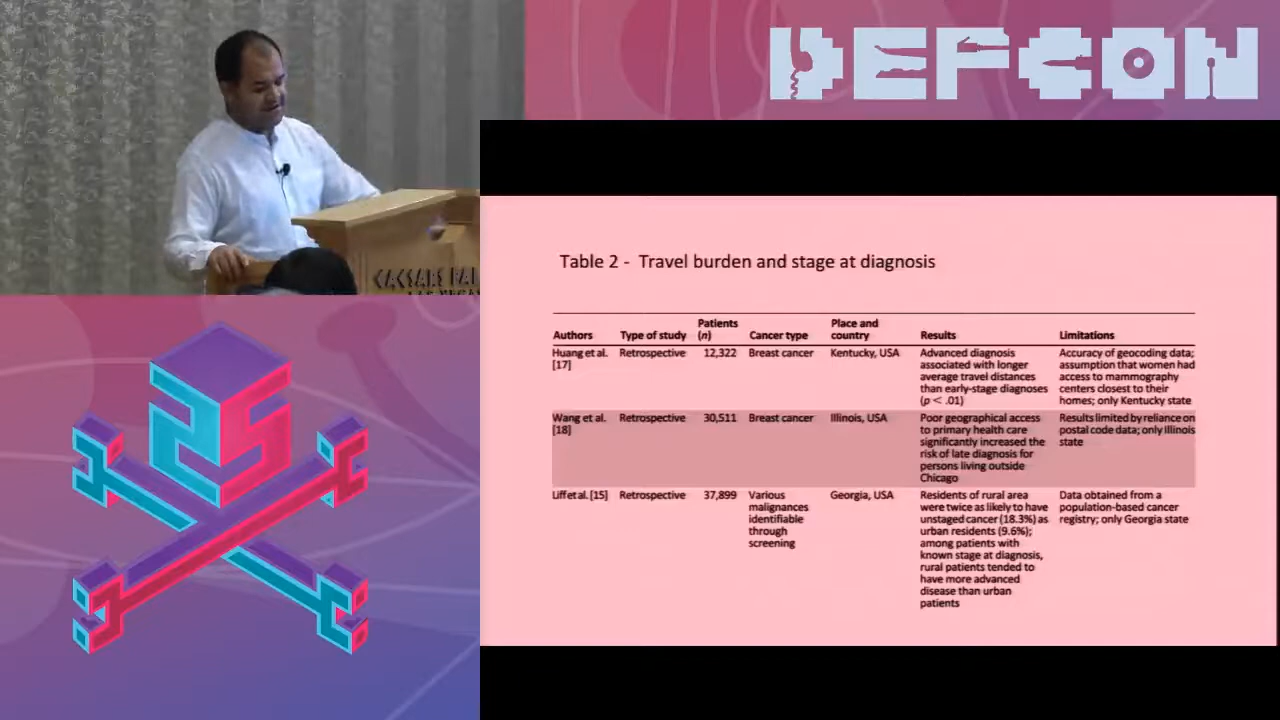 DEFCON
CAESARS PA
LAS VEGA
Table 2 - Travel burden and stage at diagnosis
Authors Type of study Patients (n) Cancer type Place and country Results Limitations
Huang et al. [17] Retrospective 12,322 Breast cancer Kentucky, USA Advanced diagnosis associated with longer average travel distances than early-stage diagnoses (p < .01) Accuracy of geocoding data; assumption that women had access to mammography centers closest to their homes; only Kentucky state
Wang et al. [18] Retrospective 30,511 Breast cancer Illinois, USA Poor geographical access to primary health care significantly increased the risk of late diagnosis for persons living outside Chicago Results limited by reliance on postal code data; only Illinois state
Liff et al. [15] Retrospective 37,899 Various malignances identifiable through screening Georgia, USA Residents of rural area were twice as likely to have unstaged cancer (18.3%) as urban residents (9.6%); among patients with known stage at diagnosis, rural patients tended to have more advanced disease than urban patients Data obtained from a population-based cancer registry; only Georgia state